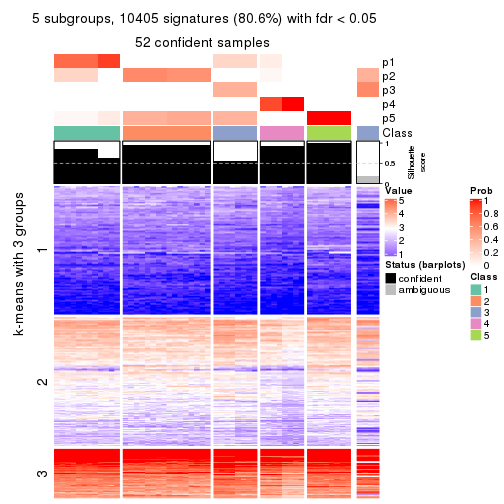 5 subgroups, 10405 signatures (80.6%) with fdr < 0.05
52 confident samples
p1
p2
p3
p4
p5
Class
1
0.5
0
Silhouette
score
k-means with 3 groups
1
2
3
Value
5
4
3
2
1
Status (barplots)
confident
ambiguous
Prob
1
0.8
0.6
0.4
0.2
0
Class
1
2
3
4
5